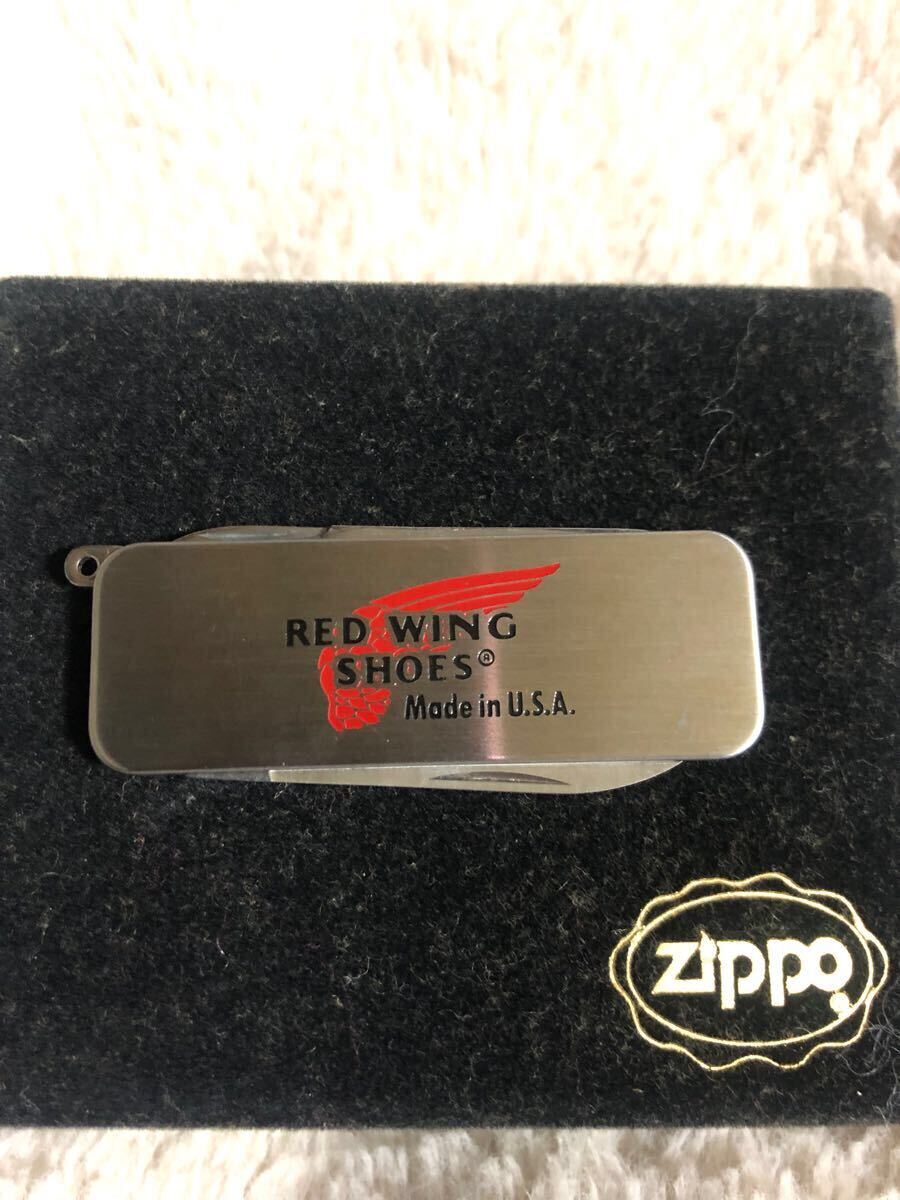 RED WING
SHOES®
Made in U.S.A.
zippo®